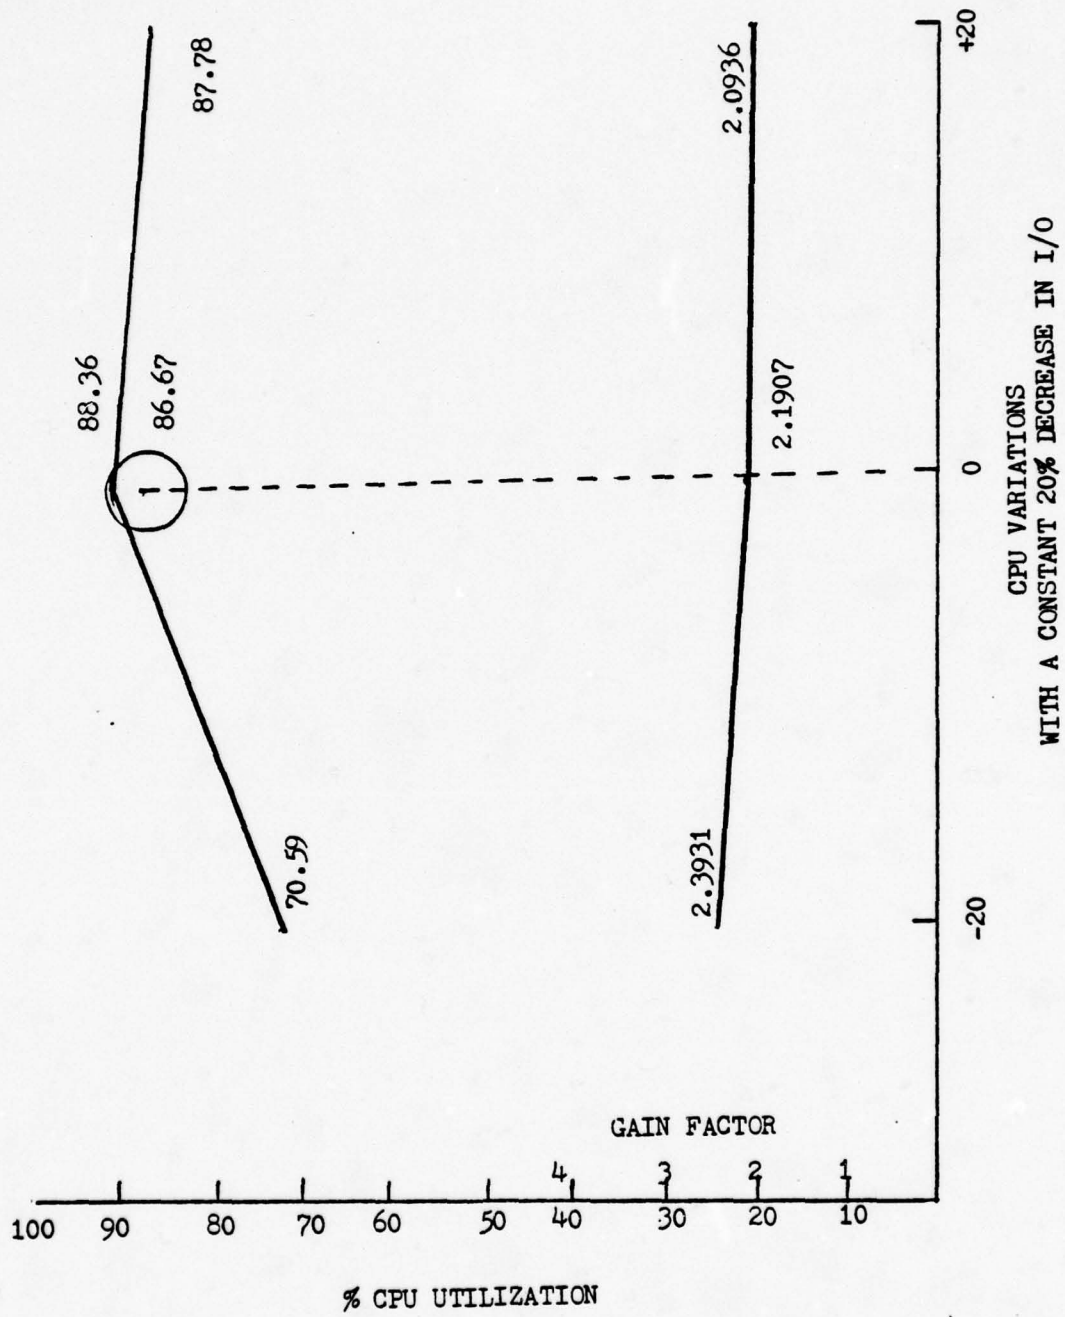 87.78
88.36
86.67
70.59
2.0936
2.1907
2.3931
+20
0
-20
CPU VARIATIONS
WITH A CONSTANT 20% DECREASE IN I/O
GAIN FACTOR
4 3 2 1
100 90 80 70 60 50 40 30 20 10
% CPU UTILIZATION